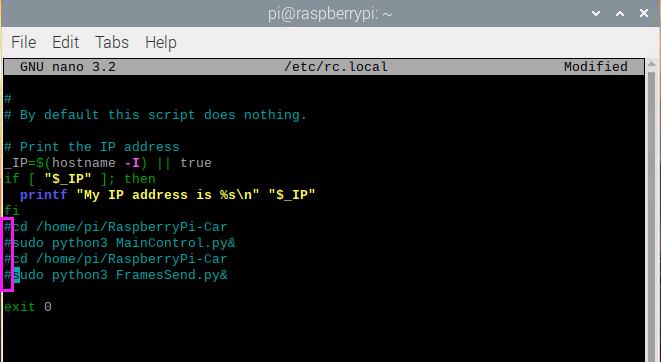 pi@raspberrypi: ~
File Edit Tabs Help
GNU nano 3.2 /etc/rc.local Modified
#
# By default this script does nothing.
# Print the IP address
_IP=$(hostname -I) || true
if [ "$_IP" ]; then
printf "My IP address is %s\n" "$_IP"
fi
#cd /home/pi/RaspberryPi-Car
#sudo python3 MainControl.py&
#cd /home/pi/RaspberryPi-Car
#sudo python3 FramesSend.py&
exit 0